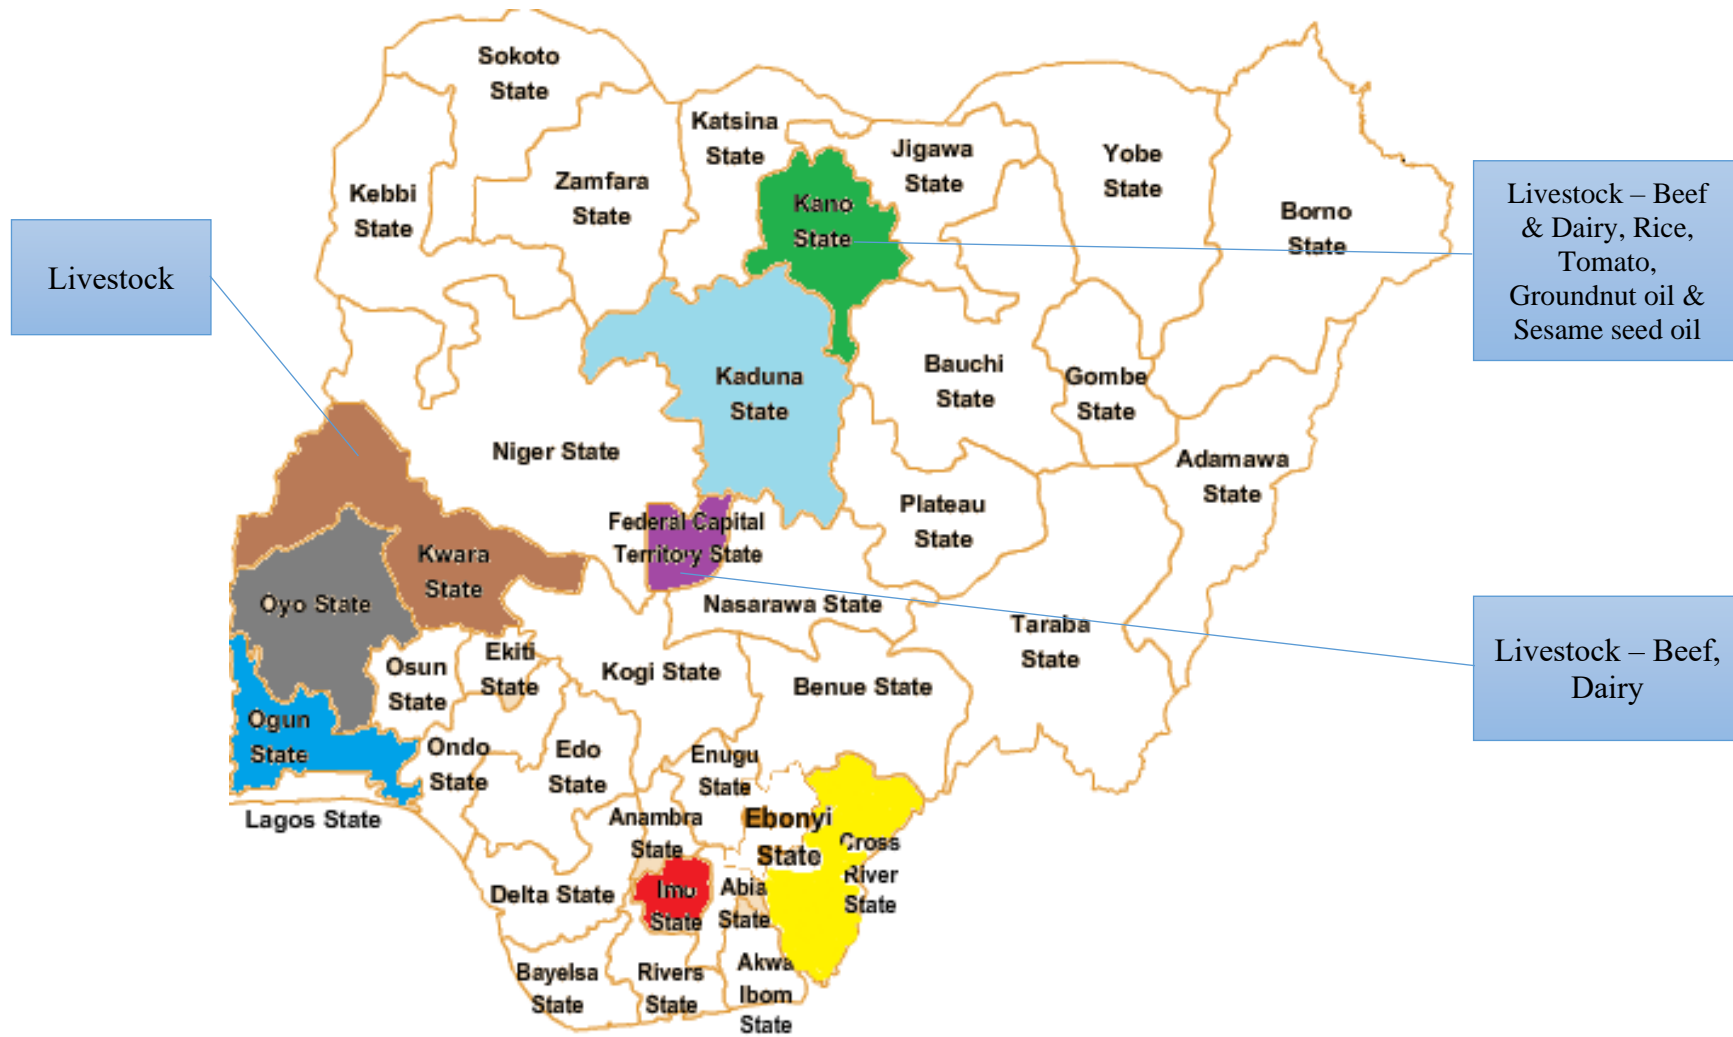 Sokoto
State
Katsina
State
Jigawa
State
Yobe
State
Kebbi
State
Zamfara
State
Kano
State
Borno
State
Livestock – Beef
& Dairy, Rice,
Tomato,
Groundnut oil &
Sesame seed oil
Livestock
Kaduna
State
Bauchi
State
Gombe
State
Niger State
Adamawa
State
Plateau
State
Federal Capital
Territory State
Kwara
State
Oyo State
Nasarawa State
Taraba
State
Livestock – Beef,
Dairy
Osun
State
Ekiti
State
Kogi State
Benue State
Ogun
State
Ondo
State
Edo
State
Enugu
State
Lagos State
Anambra
State
Ebonyi
State
Cross
River
State
Delta State
Imo
State
Abia
State
Bayelsa
State
Rivers
State
Akwa
Ibom
State